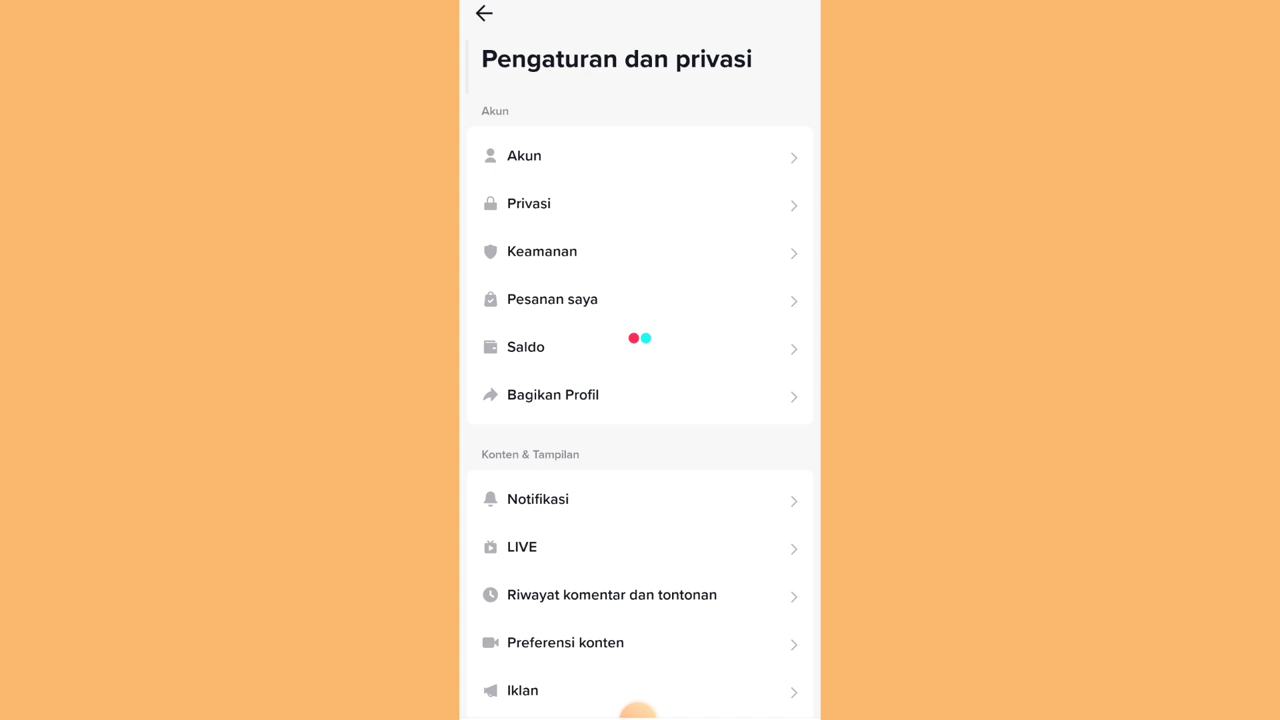 Pengaturan dan privasi
Akun
Akun
Privasi
Keamanan
Pesanan saya
Saldo
Bagikan Profil
Konten & Tampilan
Notifikasi
LIVE
Riwayat komentar dan tontonan
Preferensi konten
Iklan